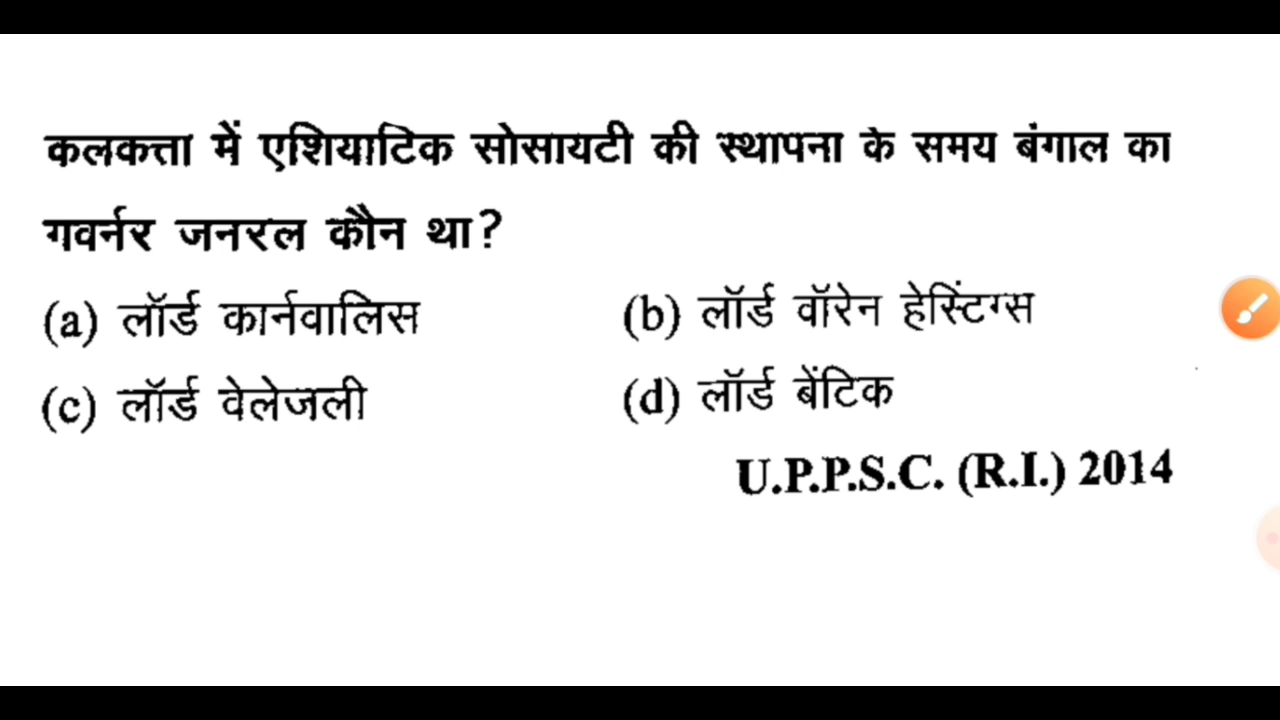 कलकत्ता में एशियाटिक सोसायटी की स्थापना के समय बंगाल का
गवर्नर जनरल कौन था?
(a) लॉर्ड कार्नवालिस (b) लॉर्ड वॉरेन हेस्टिंग्स
(c) लॉर्ड वेलेजली (d) लॉर्ड बेंटिक
U.P.P.S.C. (R.I.) 2014